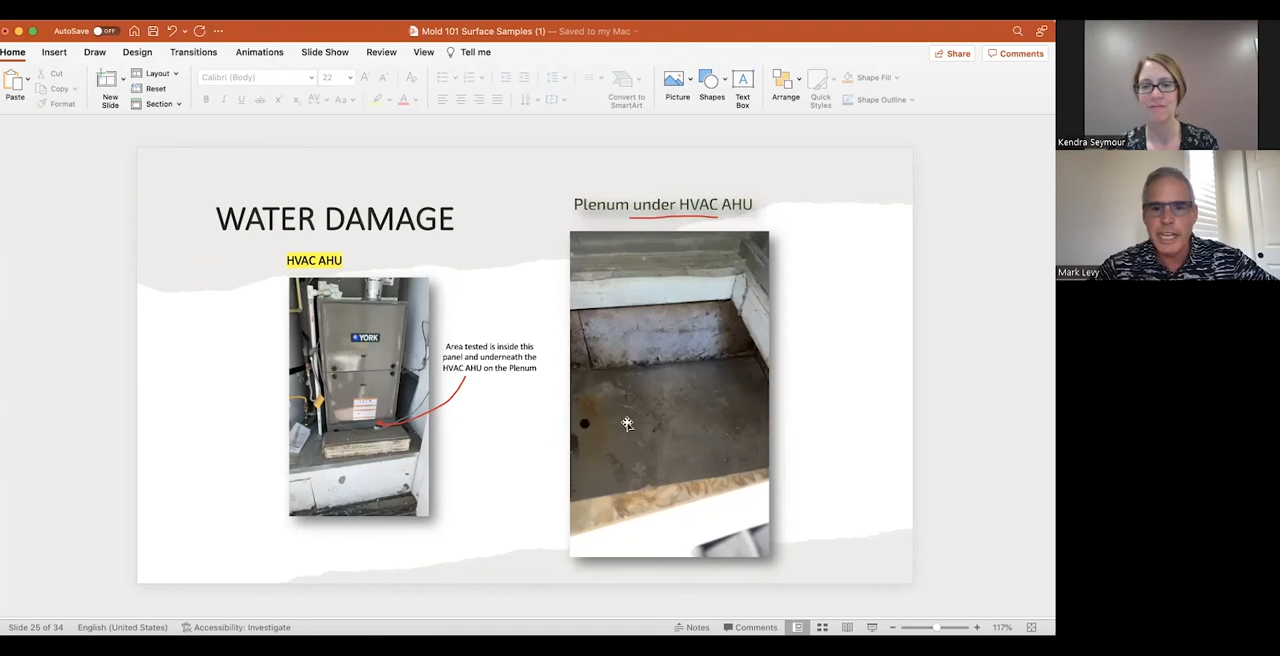 AutoSave OFF
Mold 101 Surface Samples (1) — Saved to my Mac
Home Insert Draw Design Transitions Animations Slide Show Review View Tell me
Share Comments
Paste
Cut
Copy
Format
New
Slide
Layout
Reset
Section
Calibri (Body) 22
Convert to
SmartArt
Picture
Shapes
Text
Box
Arrange
Quick
Styles
Shape Fill
Shape Outline
WATER DAMAGE
HVAC AHU
YORK
Area tested is inside this
panel and underneath the
HVAC AHU on the Plenum
Plenum under HVAC AHU
Kendra Seymour
Mark Levy
Slide 25 of 34 English (United States) Accessibility: Investigate
Notes Comments 117%